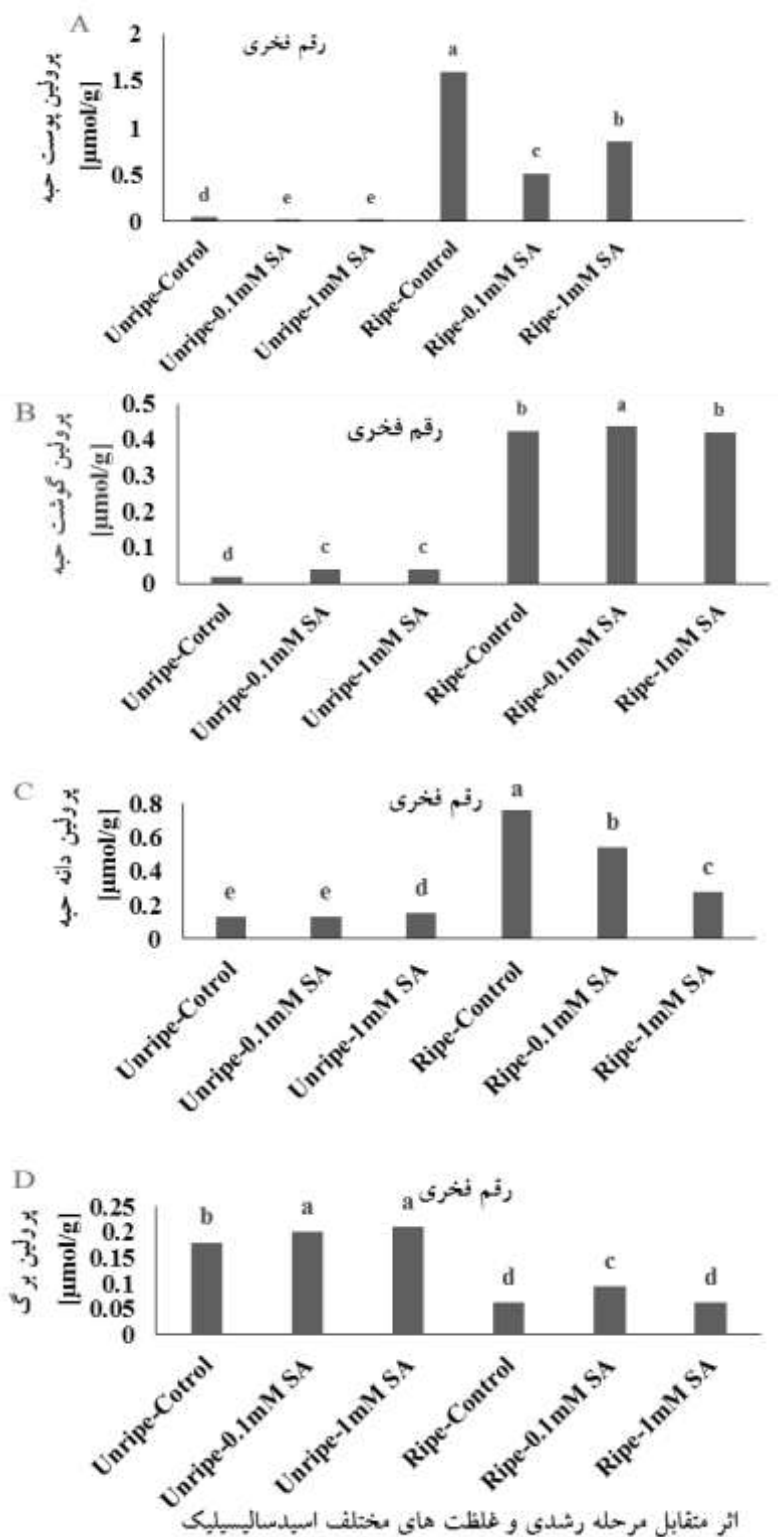 A
رقم فخری
پرولین پوست حبه
[µmol/g]
2
1.5
1
0.5
0
d
e
e
a
c
b
Unripe-Cotrol
Unripe-0.1mM SA
Unripe-1mM SA
Ripe-Control
Ripe-0.1mM SA
Ripe-1mM SA
B
رقم فخری
پرولین گوشت حبه
[µmol/g]
0.5
0.4
0.3
0.2
0.1
0
d
c
c
b
a
b
Unripe-Cotrol
Unripe-0.1mM SA
Unripe-1mM SA
Ripe-Control
Ripe-0.1mM SA
Ripe-1mM SA
C
رقم فخری
پرولین دانه حبه
[µmol/g]
0.8
0.6
0.4
0.2
0
e
e
d
a
b
c
Unripe-Cotrol
Unripe-0.1mM SA
Unripe-1mM SA
Ripe-Control
Ripe-0.1mM SA
Ripe-1mM SA
D
رقم فخری
پرولین برگ
[µmol/g]
0.25
0.2
0.15
0.1
0.05
0
b
a
a
d
c
d
Unripe-Cotrol
Unripe-0.1mM SA
Unripe-1mM SA
Ripe-Control
Ripe-0.1mM SA
Ripe-1mM SA
اثر متقابل مرحله رشدی و غلظت های مختلف اسیدسالیسیلیک